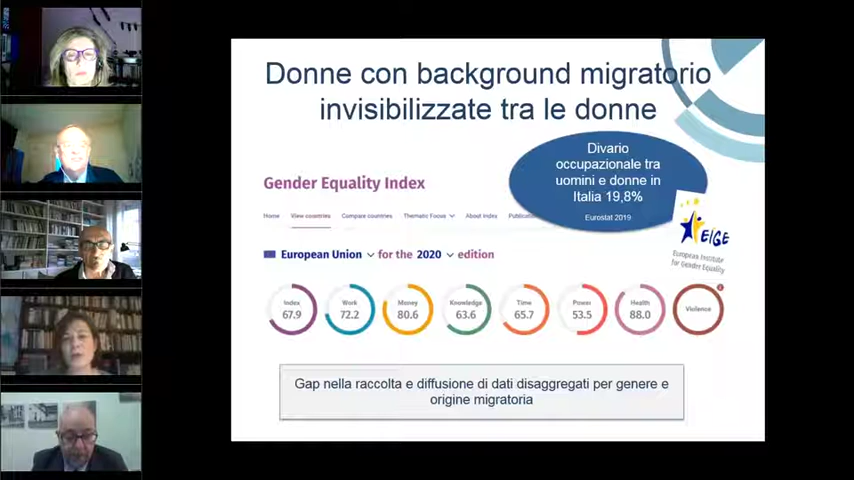 Donne con background migratorio
invisibilizzate tra le donne
Divario
occupazionale tra
uomini e donne in
Italia 19,8%
Eurostat 2019
Gender Equality Index
Home View countries Compare countries Thematic Focus About Index
EIGE
European Institute
for Gender Equality
European Union for the 2020 edition
Index
67.9
Work
72.2
Money
80.6
Knowledge
63.6
Time
65.7
Power
53.5
Health
88.0
Violence
Gap nella raccolta e diffusione di dati disaggregati per genere e
origine migratoria